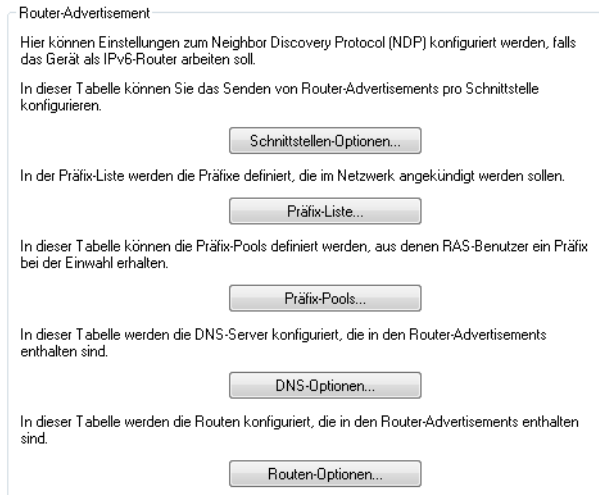 Router-Advertisement
Hier können Einstellungen zum Neighbor Discovery Protocol (NDP) konfiguriert werden, falls
das Gerät als IPv6-Router arbeiten soll.
In dieser Tabelle können Sie das Senden von Router-Advertisements pro Schnittstelle
konfigurieren.
Schnittstellen-Optionen...
In der Präfix-Liste werden die Präfixe definiert, die im Netzwerk angekündigt werden sollen.
Präfix-Liste...
In dieser Tabelle können die Präfix-Pools definiert werden, aus denen RAS-Benutzer ein Präfix
bei der Einwahl erhalten.
Präfix-Pools...
In dieser Tabelle werden die DNS-Server konfiguriert, die in den Router-Advertisements
enthalten sind.
DNS-Optionen...
In dieser Tabelle werden die Routen konfiguriert, die in den Router-Advertisements enthalten
sind.
Routen-Optionen...